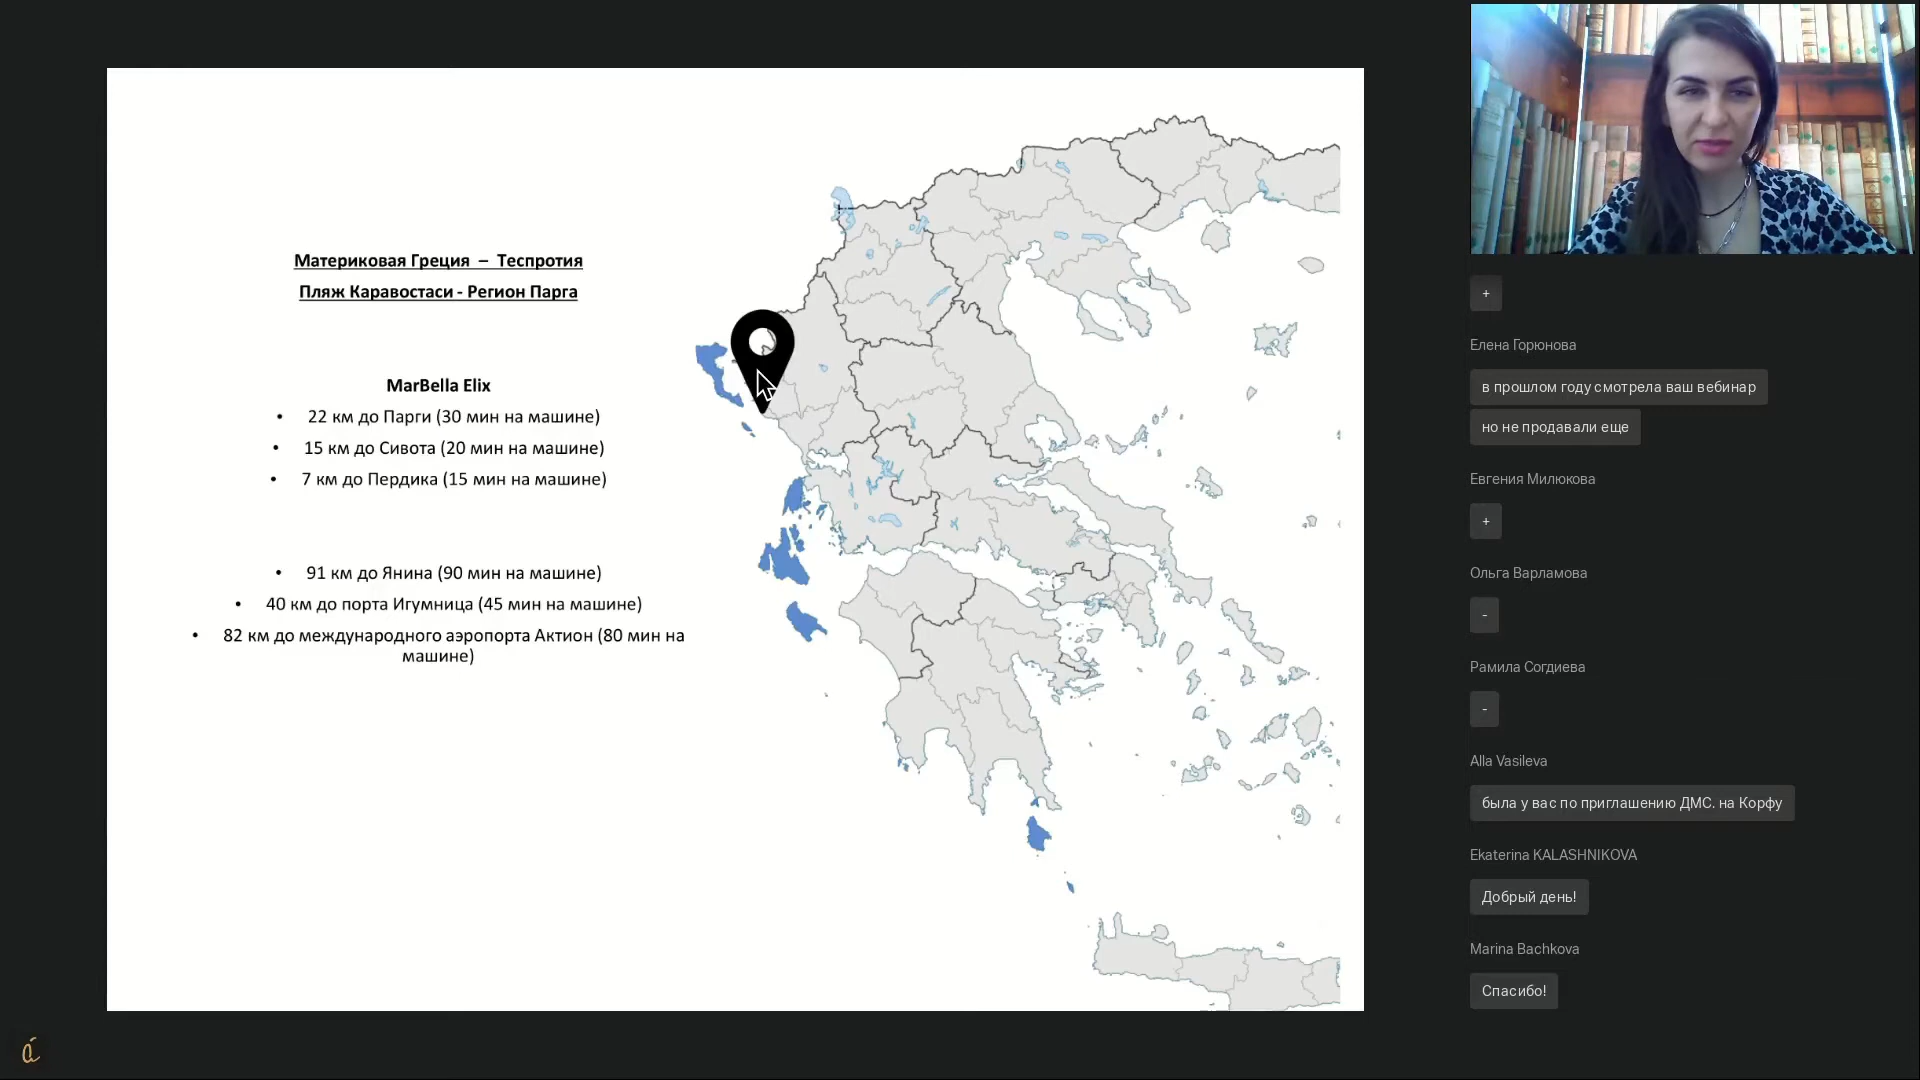 Материковая Греция – Теспротия
Пляж Каравостаси - Регион Парга
MarBella Elix
• 22 км до Парги (30 мин на машине)
• 15 км до Сивота (20 мин на машине)
• 7 км до Пердика (15 мин на машине)
• 91 км до Янина (90 мин на машине)
• 40 км до порта Игумница (45 мин на машине)
• 82 км до международного аэропорта Актион (80 мин на
машине)
+
Елена Горюнова
в прошлом году смотрела ваш вебинар
но не продавали еще
Евгения Милюкова
+
Ольга Варламова
-
Рамила Согдиева
-
Alla Vasileva
была у вас по приглашению ДМС. на Корфу
Ekaterina KALASHNIKOVA
Добрый день!
Marina Bachkova
Спасибо!
á